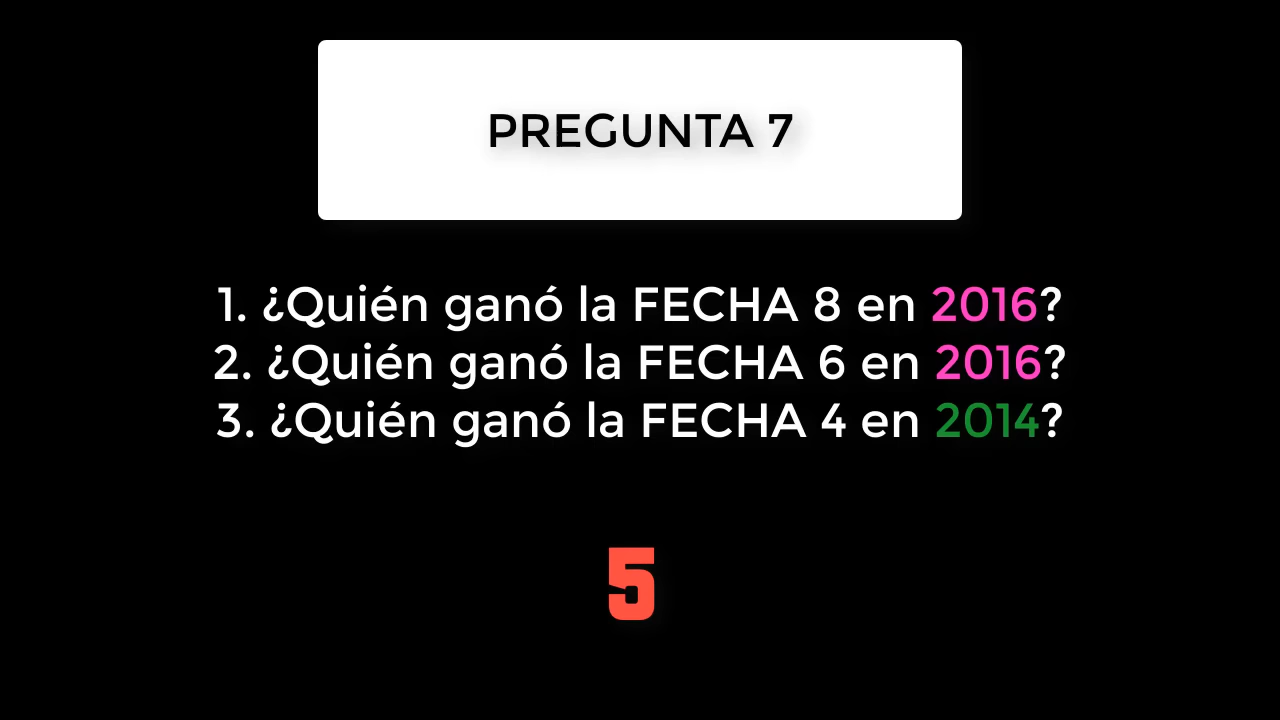 PREGUNTA 7
1. ¿Quién ganó la FECHA 8 en 2016?
2. ¿Quién ganó la FECHA 6 en 2016?
3. ¿Quién ganó la FECHA 4 en 2014?
5